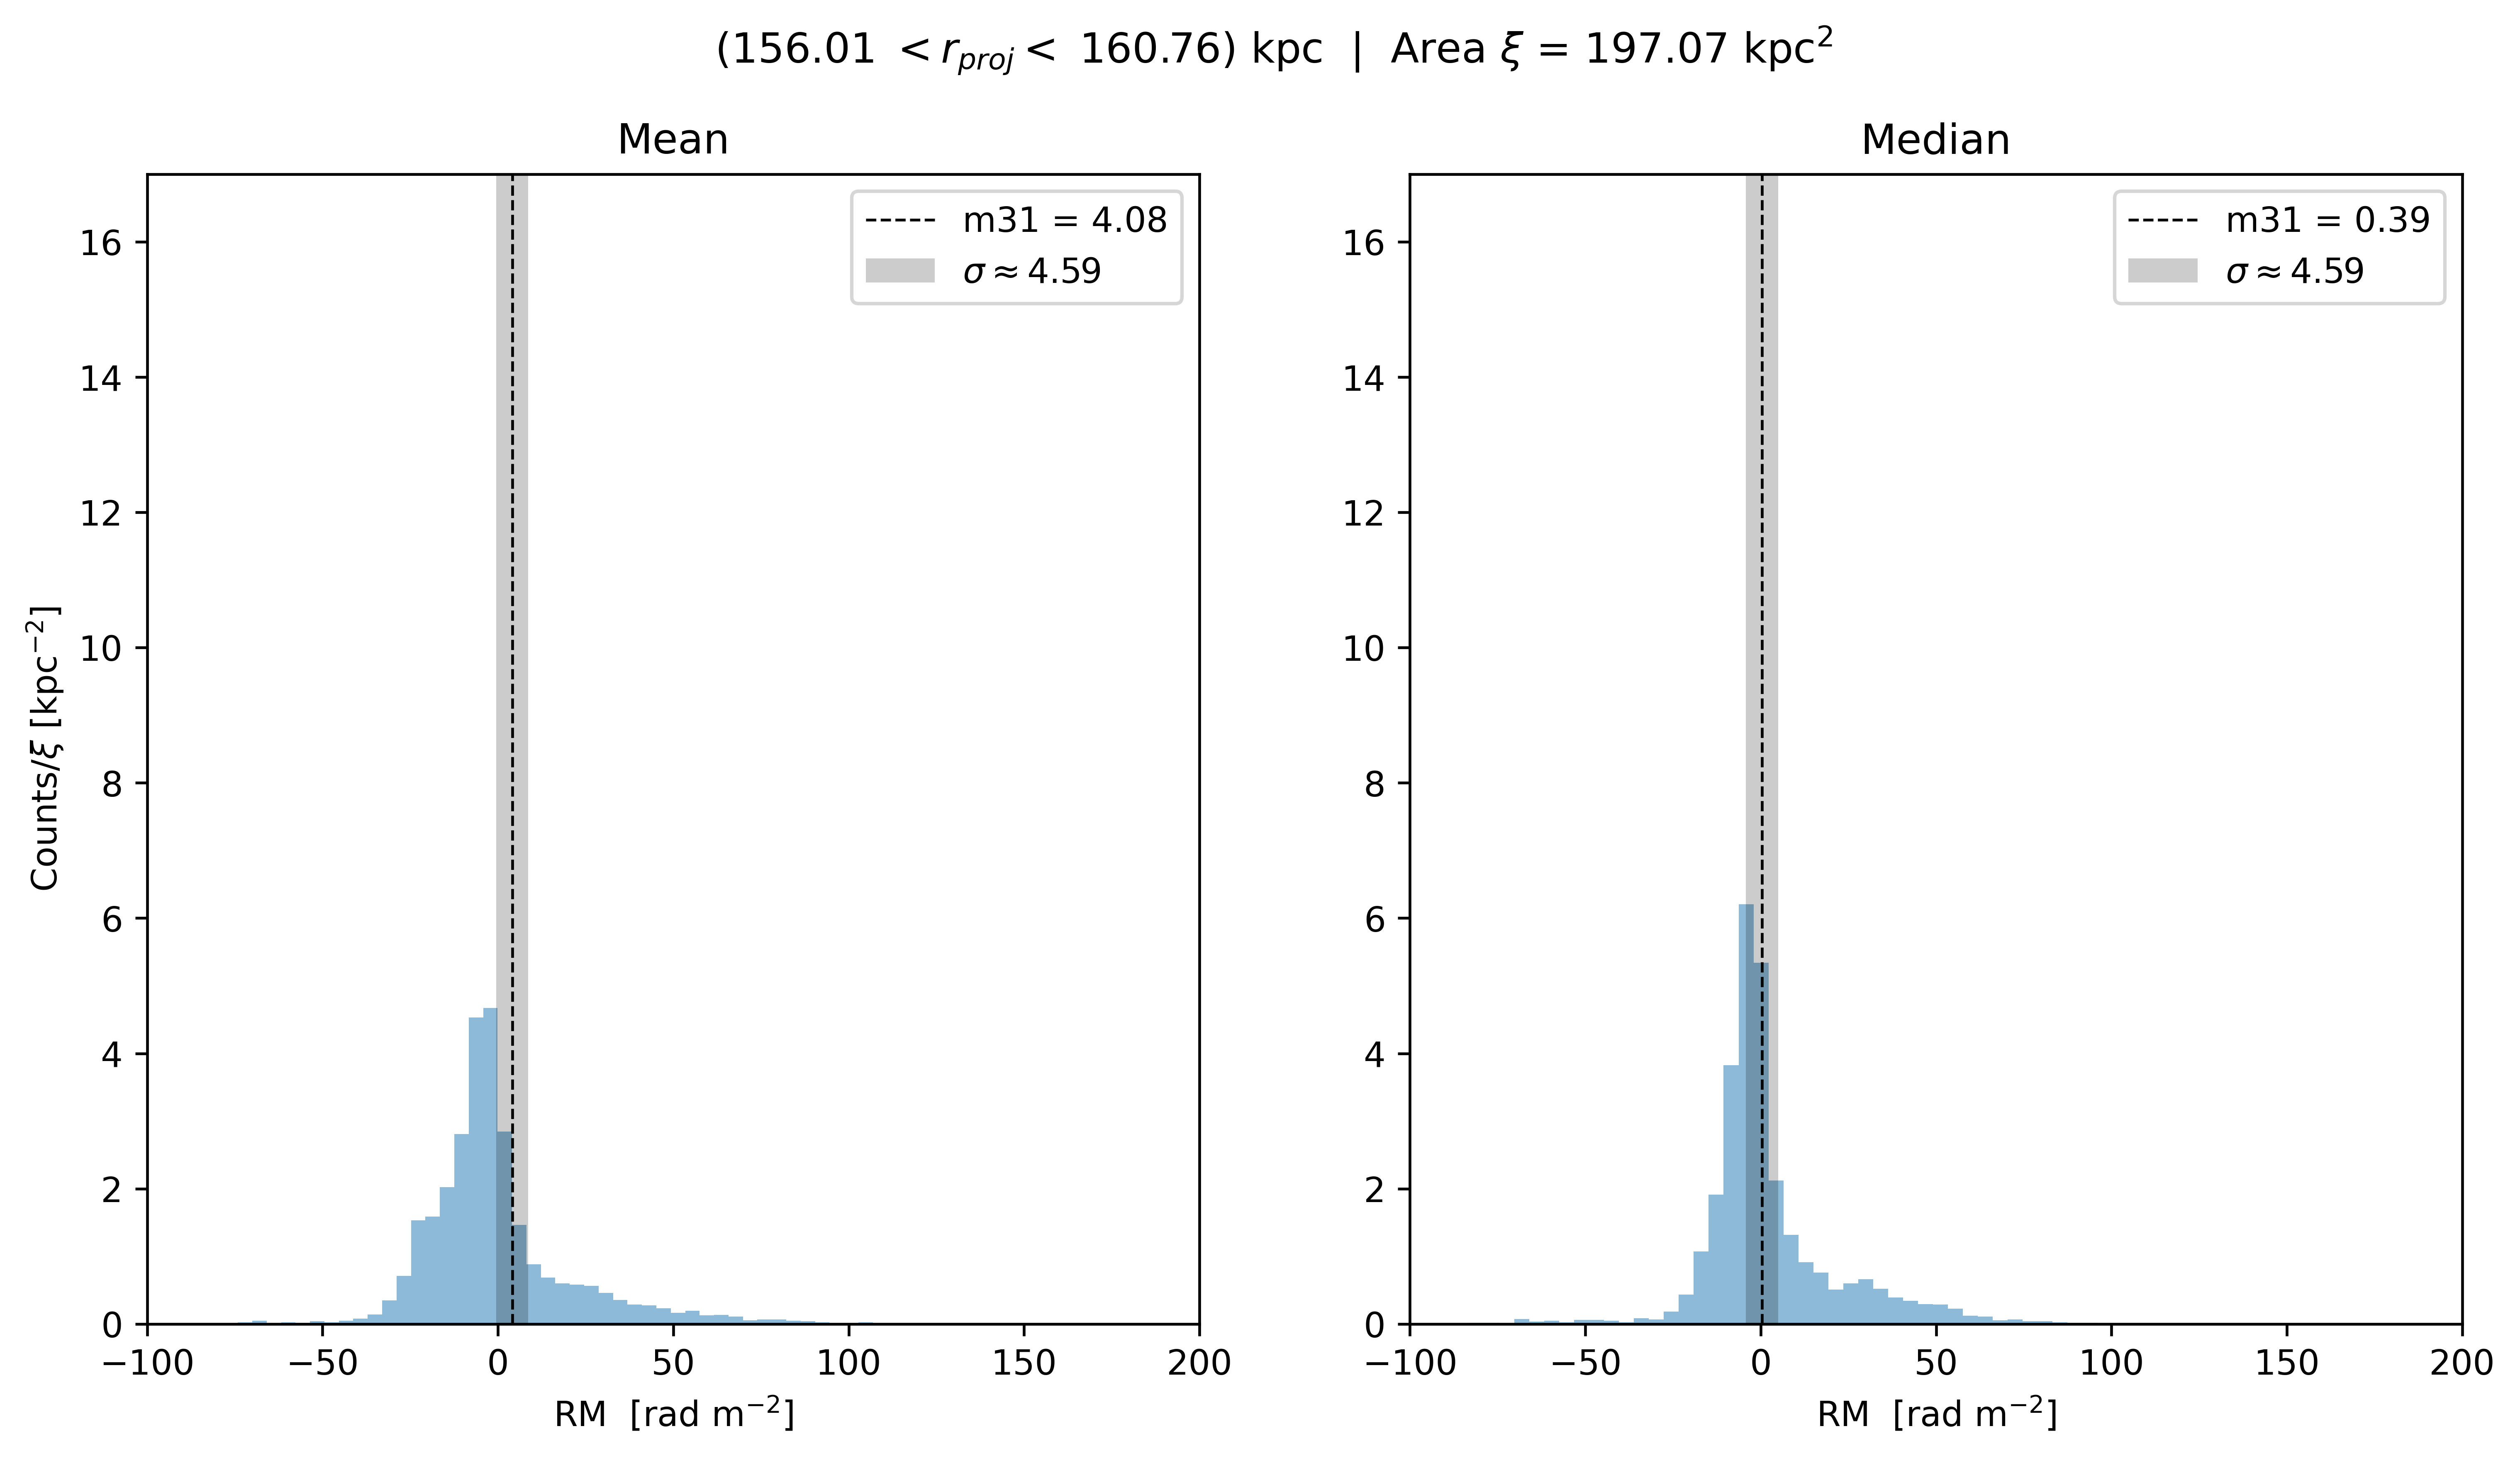 (156.01 < r_proj < 160.76) kpc | Area ξ = 197.07 kpc²
Mean
m31 = 4.08
σ ≈ 4.59
16
14
12
10
8
6
4
2
0
Counts/ξ [kpc⁻²]
−100 −50 0 50 100 150 200
RM [rad m⁻²]
Median
m31 = 0.39
σ ≈ 4.59
16
14
12
10
8
6
4
2
0
−100 −50 0 50 100 150 200
RM [rad m⁻²]